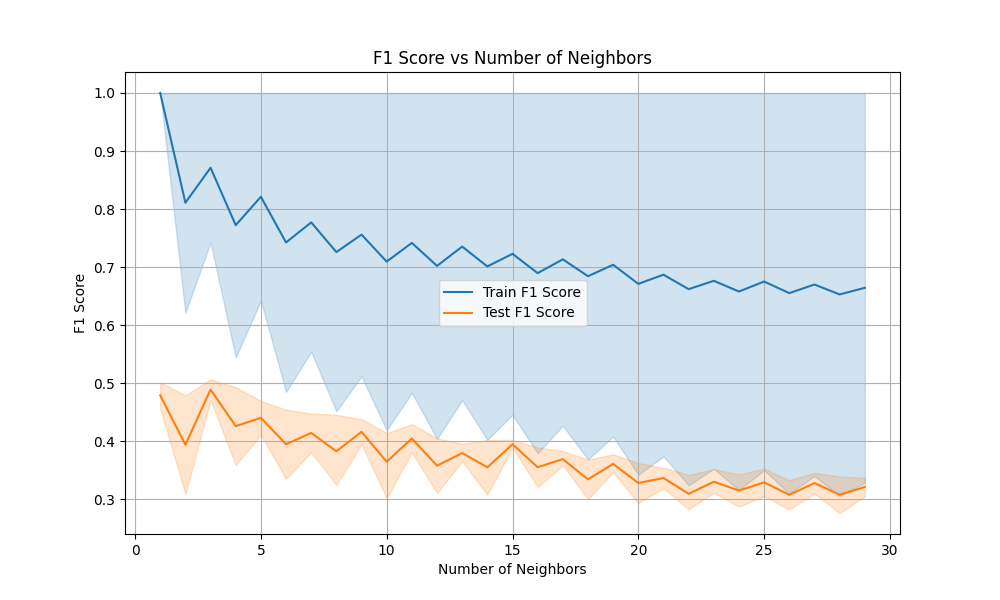 F1 Score vs Number of Neighbors
1.0
0.9
0.8
0.7
0.6
0.5
0.4
0.3
F1 Score
Train F1 Score
Test F1 Score
0 5 10 15 20 25 30
Number of Neighbors